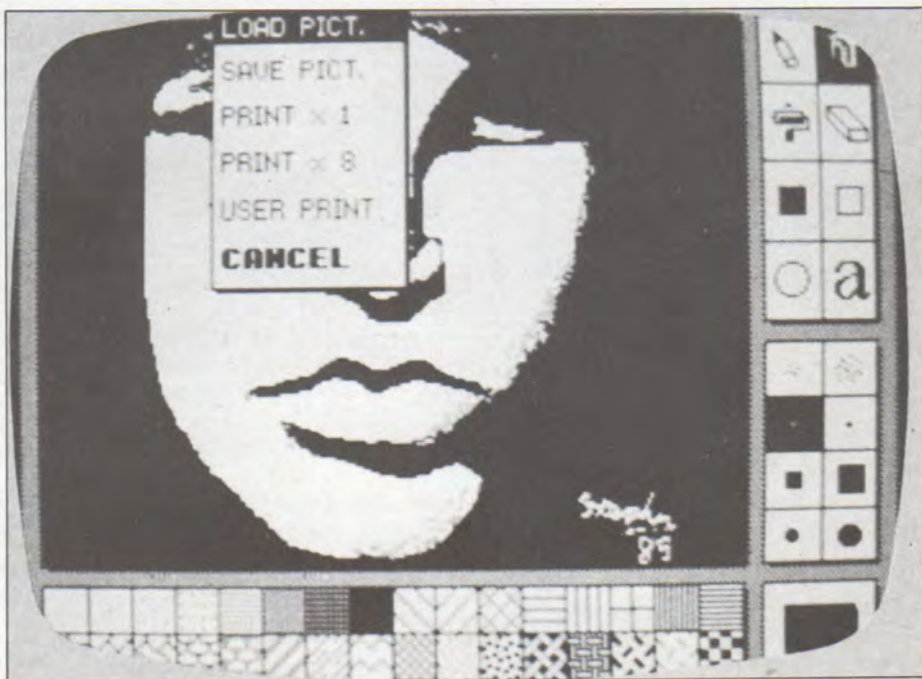 LOAD PICT.
SAVE PICT.
PRINT × 1
PRINT × 8
USER PRINT
CANCEL
a
85